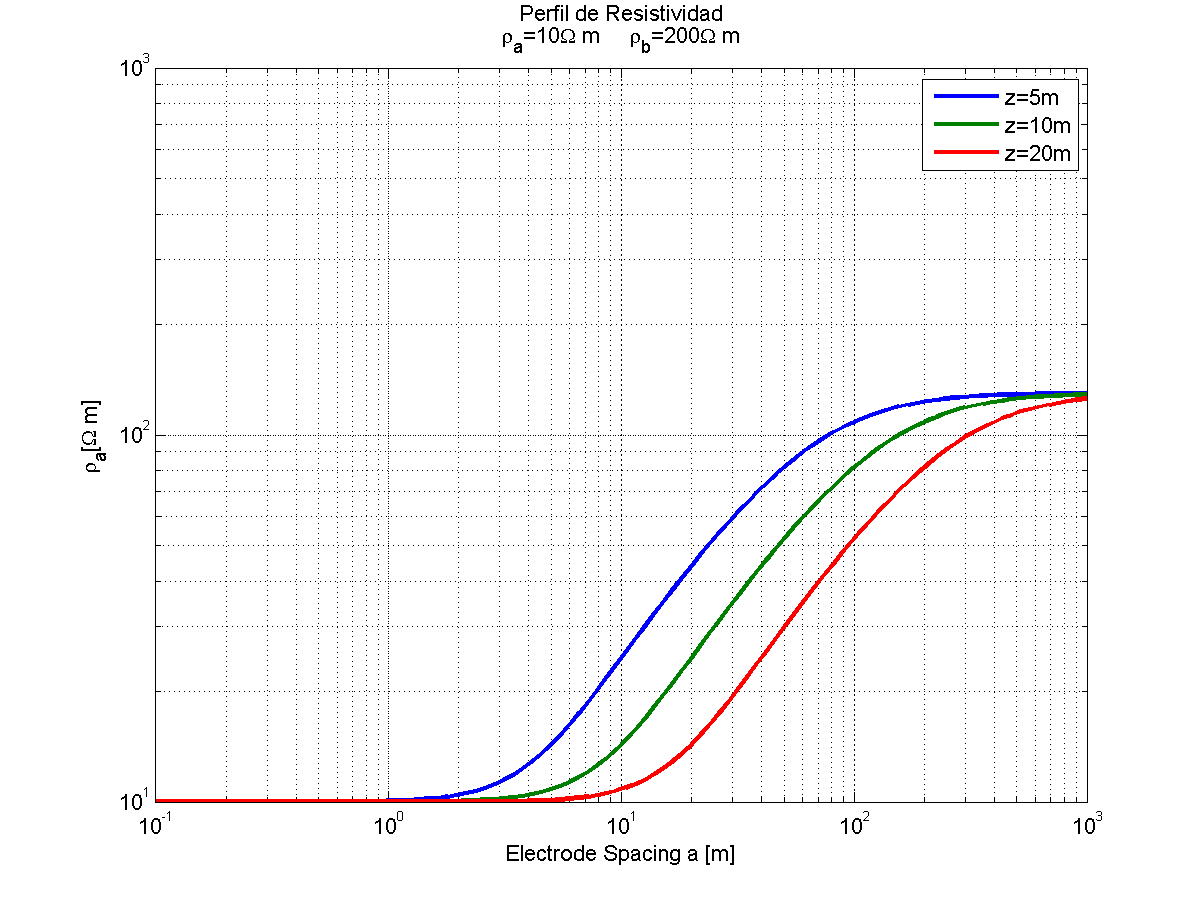 Perfil de Resistividad
ρₐ=10Ω m ρ_b=200Ω m
10³
z=5m
z=10m
z=20m
ρₐ[Ω m]
10²
10¹
10⁻¹ 10⁰ 10¹ 10² 10³
Electrode Spacing a [m]